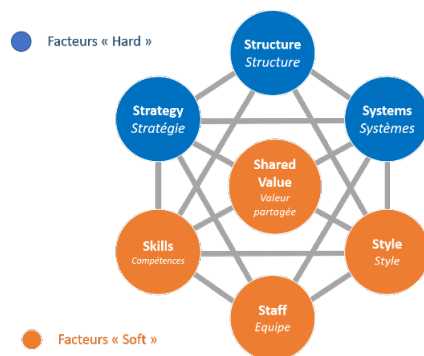 Facteurs « Hard »
Structure
Structure
Strategy
Stratégie
Systems
Systèmes
Shared
Value
Valeur
partagée
Skills
Compétences
Style
Style
Staff
Equipe
Facteurs « Soft »